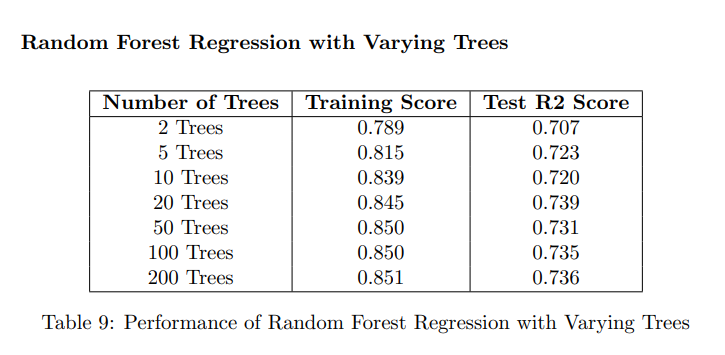 Random Forest Regression with Varying Trees
Number of Trees Training Score Test R2 Score
2 Trees 0.789 0.707
5 Trees 0.815 0.723
10 Trees 0.839 0.720
20 Trees 0.845 0.739
50 Trees 0.850 0.731
100 Trees 0.850 0.735
200 Trees 0.851 0.736
Table 9: Performance of Random Forest Regression with Varying Trees